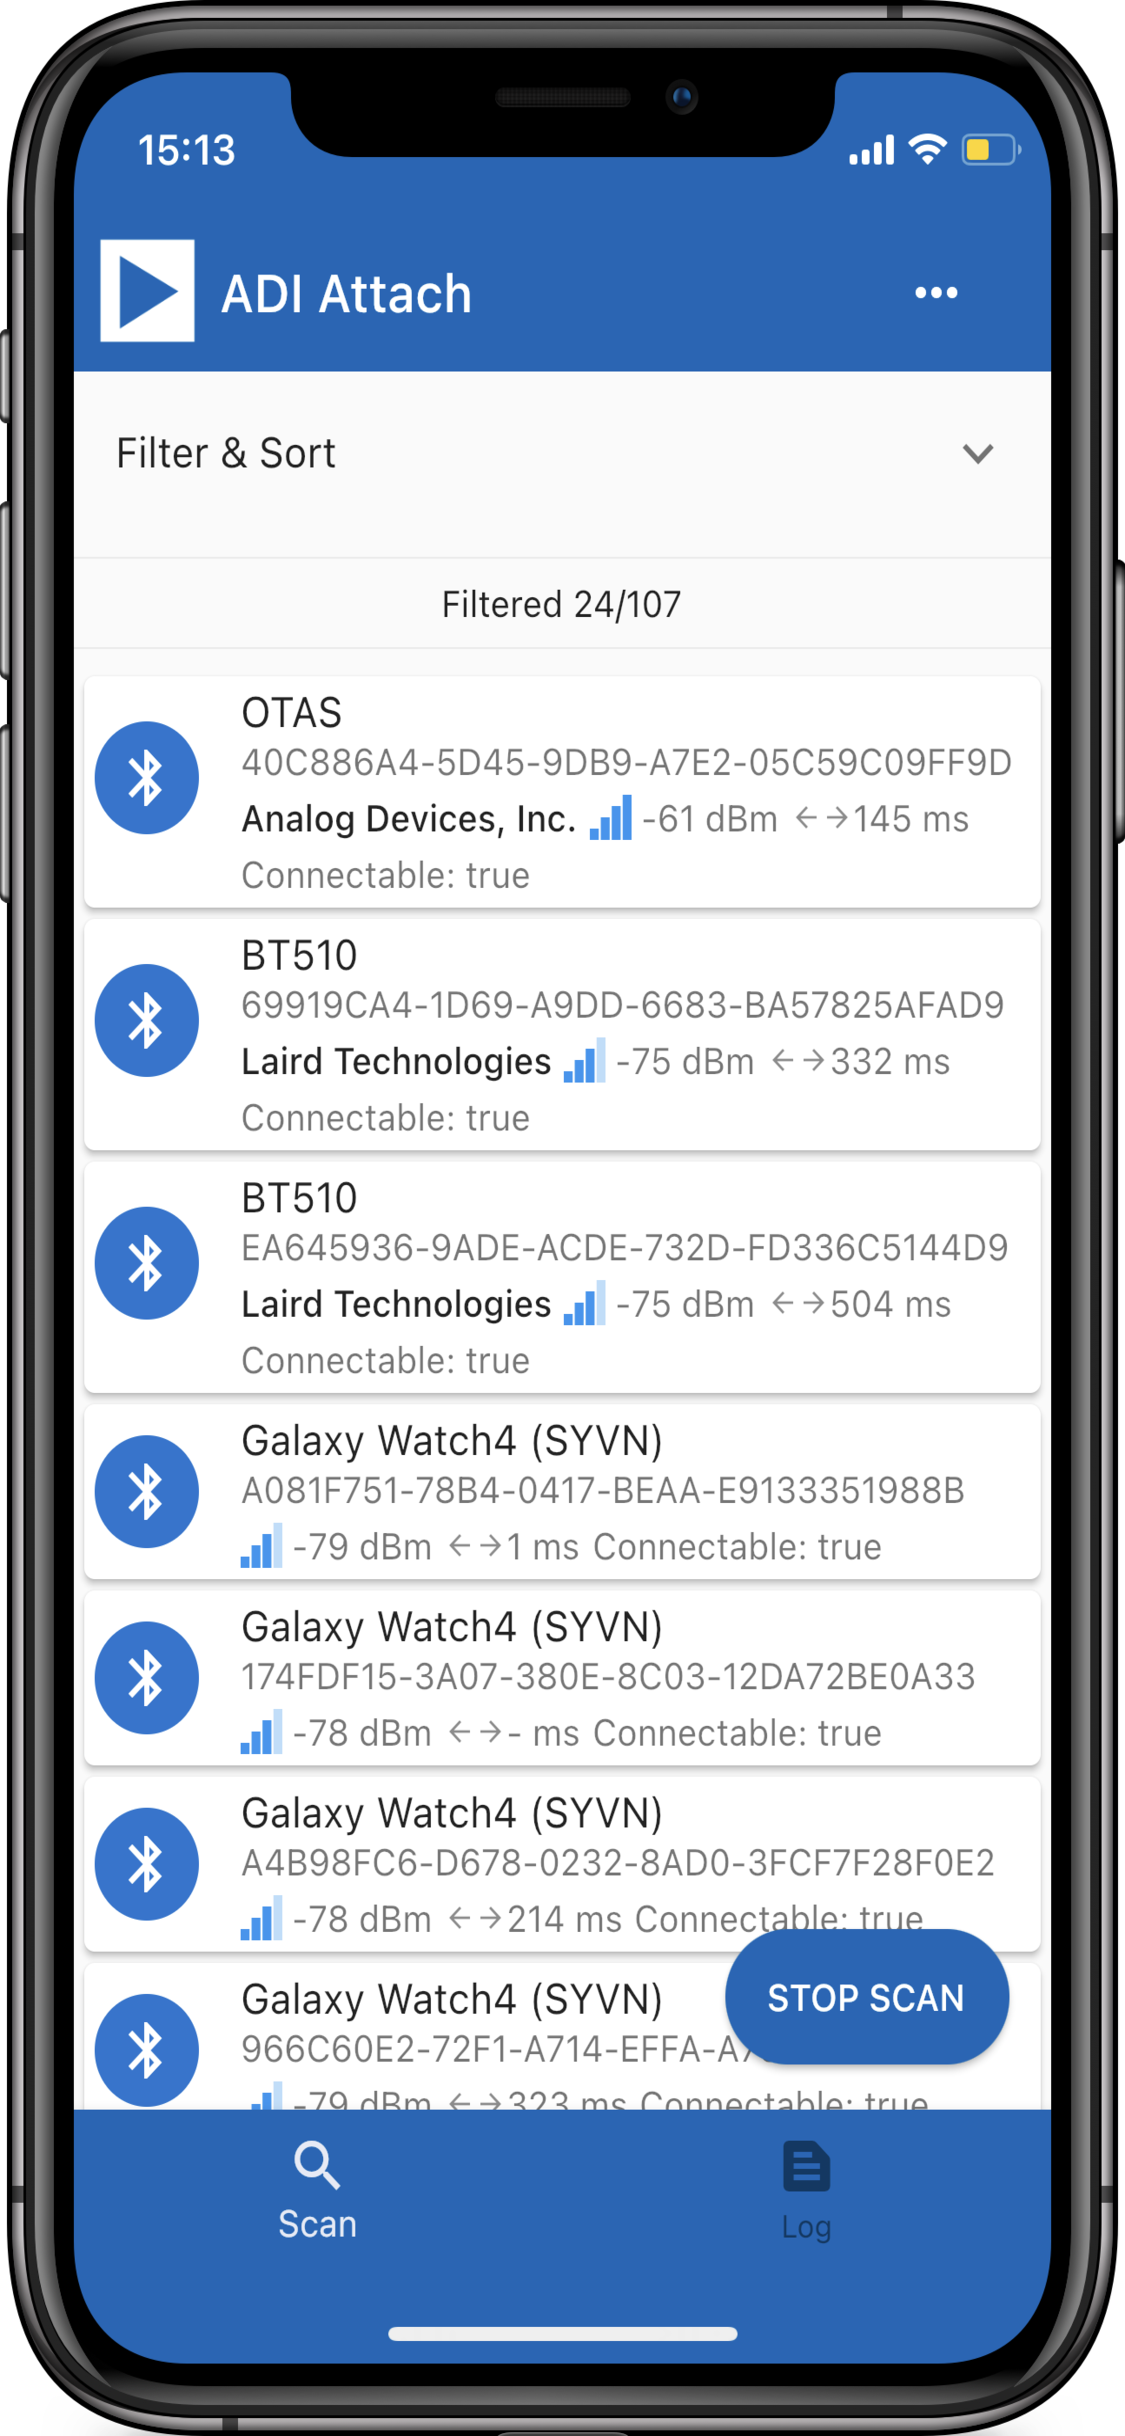 15:13
ADI Attach
Filter & Sort
Filtered 24/107
OTAS
40C886A4-5D45-9DB9-A7E2-05C59C09FF9D
Analog Devices, Inc. -61 dBm ←→145 ms
Connectable: true
BT510
69919CA4-1D69-A9DD-6683-BA57825AFAD9
Laird Technologies -75 dBm ←→332 ms
Connectable: true
BT510
EA645936-9ADE-ACDE-732D-FD336C5144D9
Laird Technologies -75 dBm ←→504 ms
Connectable: true
Galaxy Watch4 (SYVN)
A081F751-78B4-0417-BEAA-E9133351988B
-79 dBm ←→1 ms Connectable: true
Galaxy Watch4 (SYVN)
174FDF15-3A07-380E-8C03-12DA72BE0A33
-78 dBm ←→- ms Connectable: true
Galaxy Watch4 (SYVN)
A4B98FC6-D678-0232-8AD0-3FCF7F28F0E2
-78 dBm ←→214 ms Connectable: true
Galaxy Watch4 (SYVN)
966C60E2-72F1-A714-EFFA-A7
STOP SCAN
-79 dBm ←→323 ms Connectable: true
Scan
Log